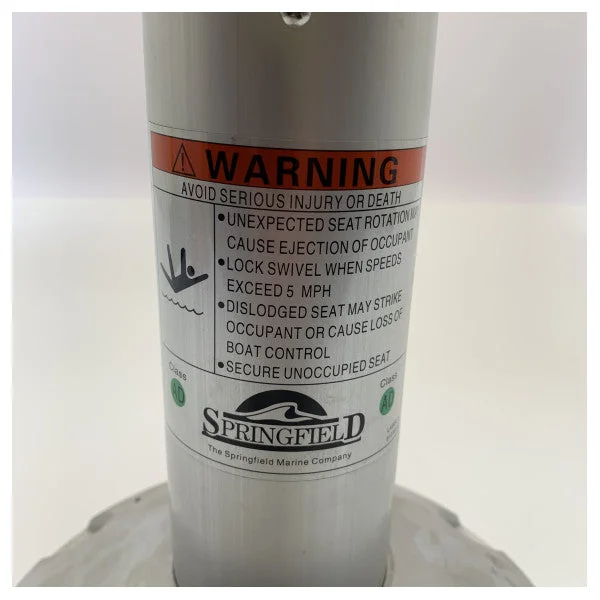 WARNING
AVOID SERIOUS INJURY OR DEATH
•UNEXPECTED SEAT ROTATION
CAUSE EJECTION OF OCCUPANT
•LOCK SWIVEL WHEN SPEEDS
EXCEED 5 MPH
•DISLODGED SEAT MAY STRIKE
OCCUPANT OR CAUSE LOSS OF
BOAT CONTROL
•SECURE UNOCCUPIED SEAT
Class
AD
Class
AD
SPRINGFIELD
The Springfield Marine Company